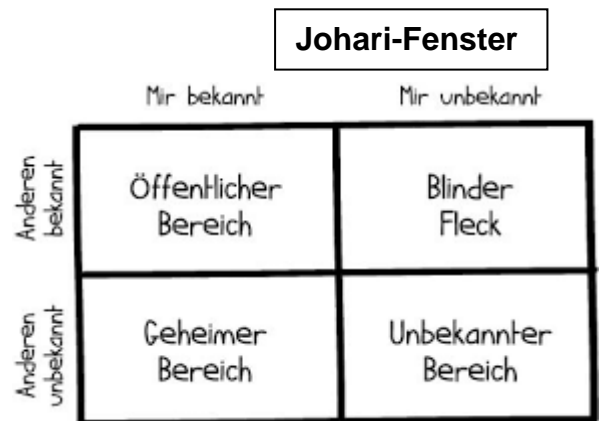 Johari-Fenster
Mir bekannt
Mir unbekannt
Anderen
bekannt
Öffentlicher
Bereich
Blinder
Fleck
Anderen
unbekannt
Geheimer
Bereich
Unbekannter
Bereich